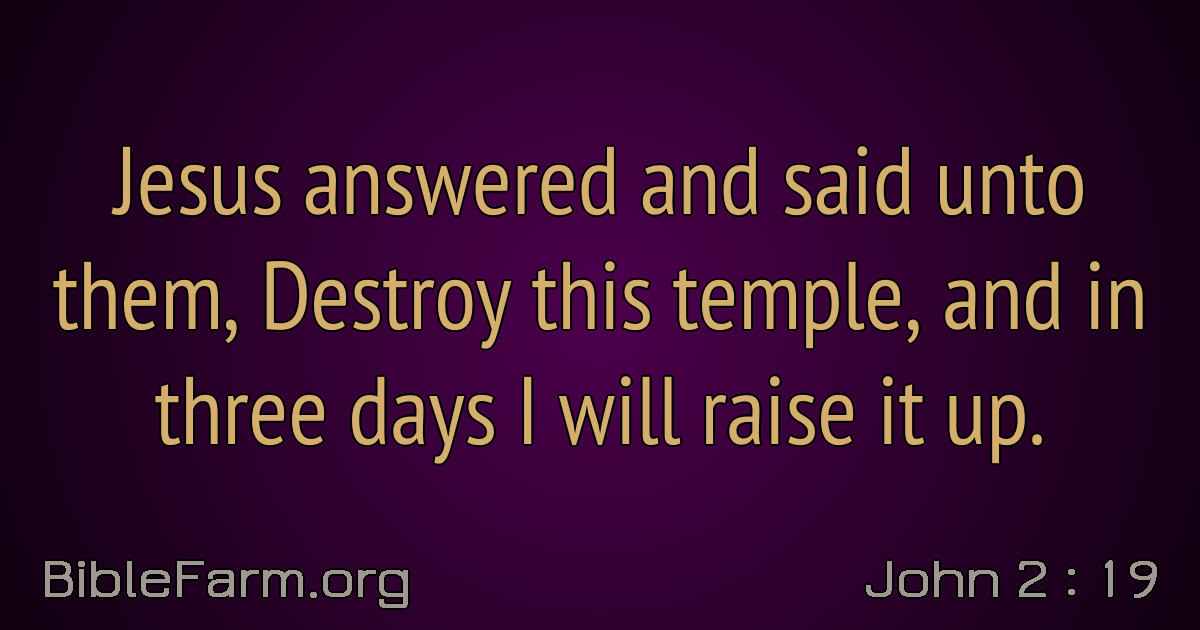 Jesus answered and said unto
them, Destroy this temple, and in
three days I will raise it up.
BibleFarm.org
John 2 : 19